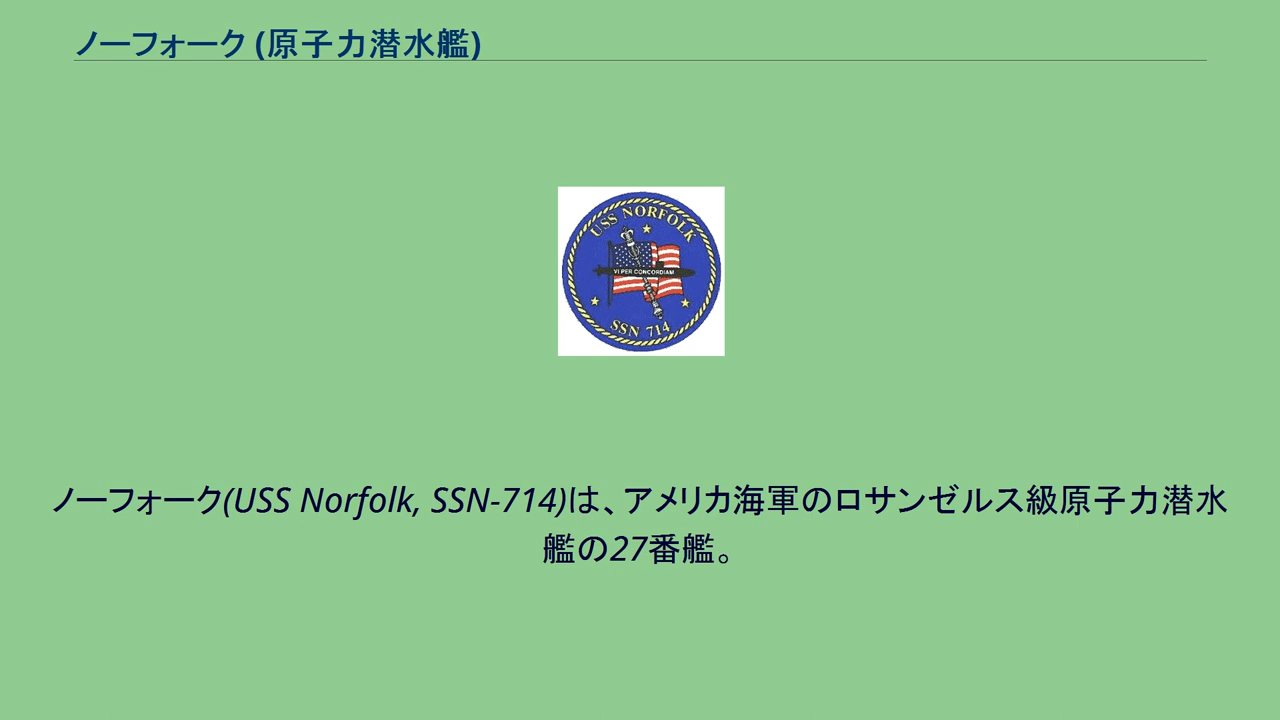 ノーフォーク (原子力潜水艦)
USS NORFOLK
VI PER CONCORDIAM
SSN 714
ノーフォーク(USS Norfolk, SSN-714)は、アメリカ海軍のロサンゼルス級原子力潜水
艦の27番艦。